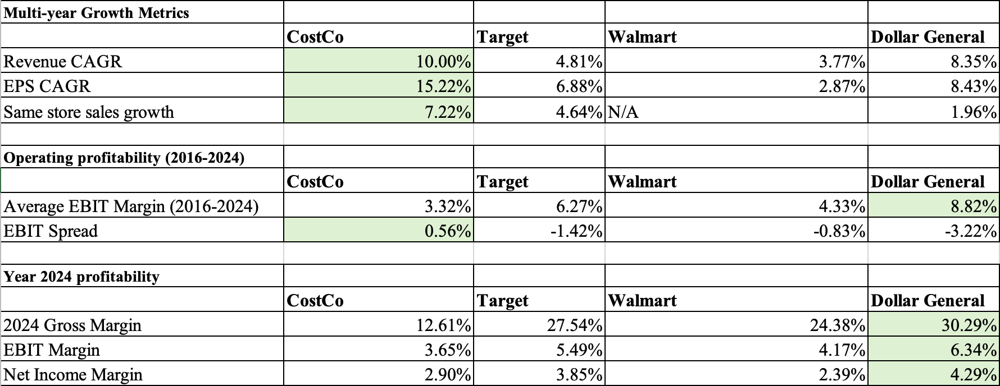 Multi-year Growth Metrics
CostCo Target Walmart Dollar General
Revenue CAGR 10.00% 4.81% 3.77% 8.35%
EPS CAGR 15.22% 6.88% 2.87% 8.43%
Same store sales growth 7.22% 4.64% N/A 1.96%
Operating profitability (2016-2024)
CostCo Target Walmart Dollar General
Average EBIT Margin (2016-2024) 3.32% 6.27% 4.33% 8.82%
EBIT Spread 0.56% -1.42% -0.83% -3.22%
Year 2024 profitability
CostCo Target Walmart Dollar General
2024 Gross Margin 12.61% 27.54% 24.38% 30.29%
EBIT Margin 3.65% 5.49% 4.17% 6.34%
Net Income Margin 2.90% 3.85% 2.39% 4.29%